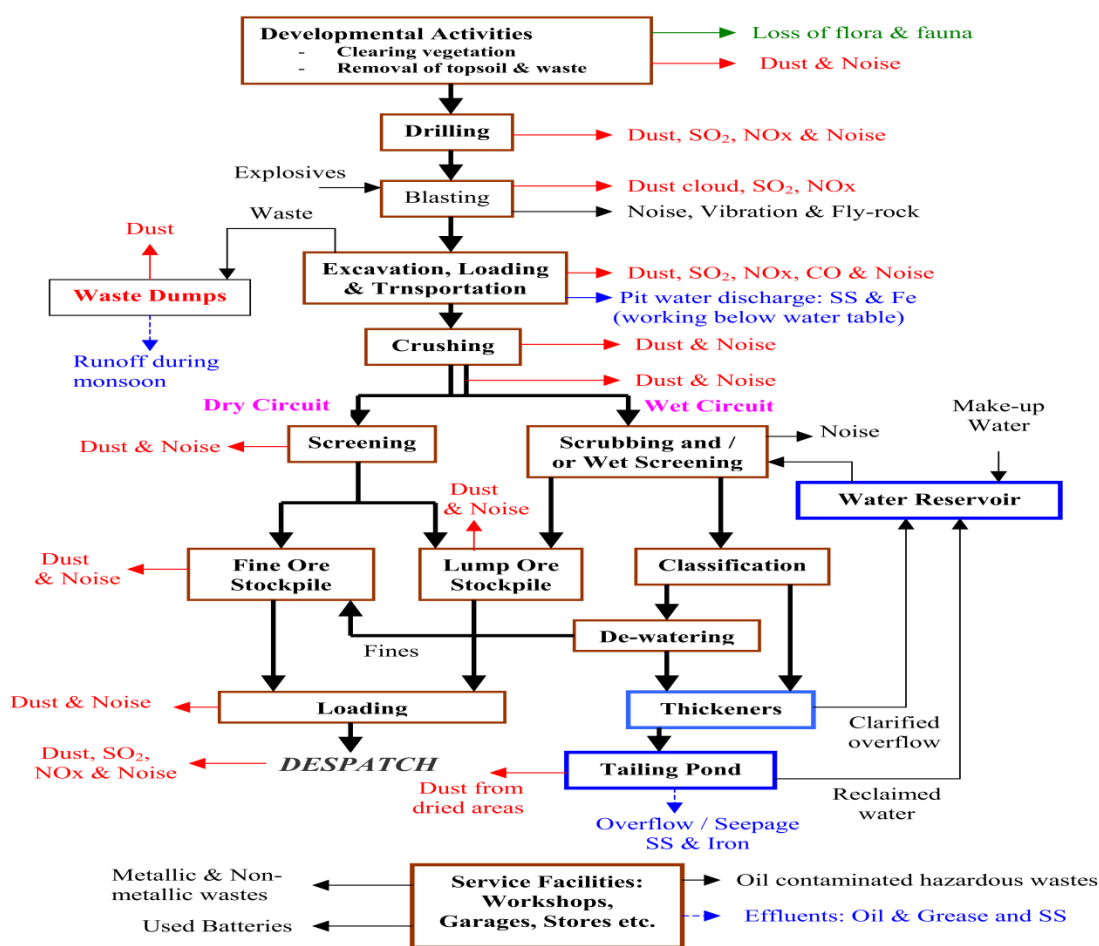 Developmental Activities
- Clearing vegetation
- Removal of topsoil & waste
Loss of flora & fauna
Dust & Noise
Drilling
Dust, SO₂, NOx & Noise
Explosives
Blasting
Dust cloud, SO₂, NOx
Noise, Vibration & Fly-rock
Waste
Dust
Waste Dumps
Excavation, Loading
& Trnsportation
Dust, SO₂, NOx, CO & Noise
Pit water discharge: SS & Fe
(working below water table)
Runoff during
monsoon
Crushing
Dust & Noise
Dust & Noise
Dry Circuit
Wet Circuit
Make-up
Water
Dust & Noise
Screening
Scrubbing and /
or Wet Screening
Noise
Water Reservoir
Dust
& Noise
Dust
& Noise
Fine Ore
Stockpile
Lump Ore
Stockpile
Classification
De-watering
Fines
Dust & Noise
Loading
Thickeners
Clarified
overflow
Dust, SO₂,
NOx & Noise
DESPATCH
Dust from
dried areas
Tailing Pond
Reclaimed
water
Overflow / Seepage
SS & Iron
Metallic & Non-
metallic wastes
Used Batteries
Service Facilities:
Workshops,
Garages, Stores etc.
Oil contaminated hazardous wastes
Effluents: Oil & Grease and SS